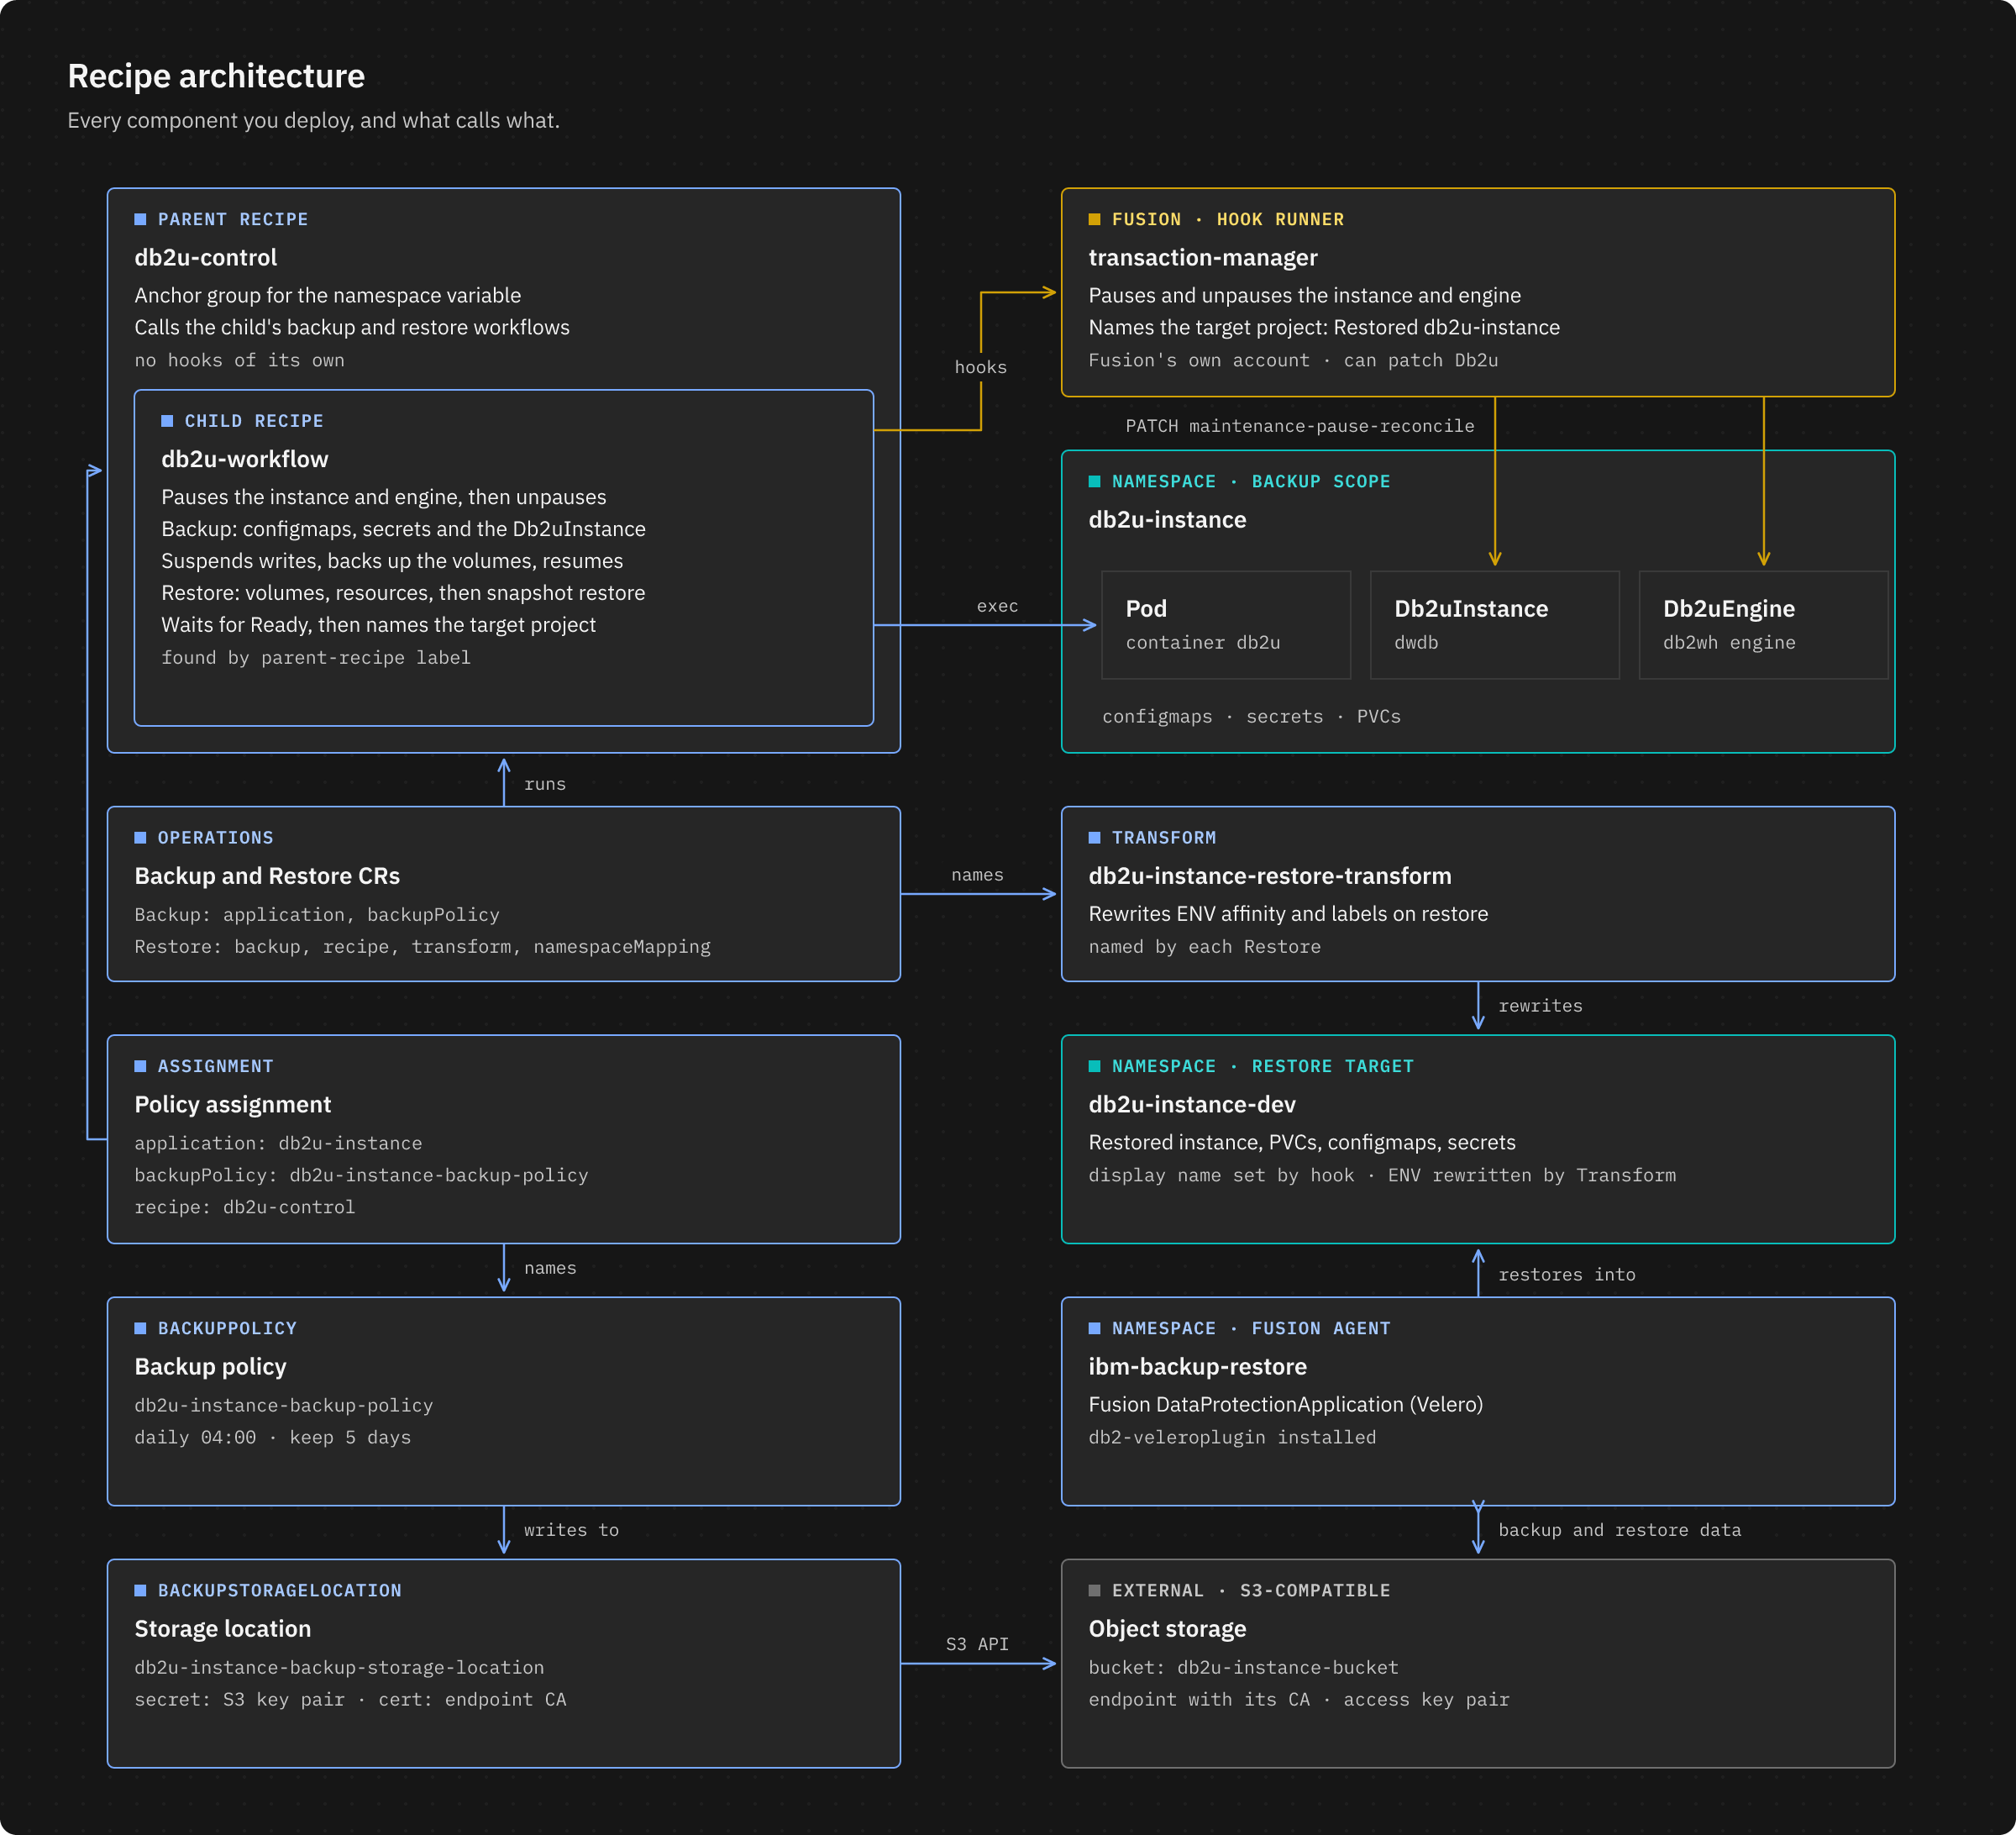 Recipe architecture
Every component you deploy, and what calls what.
PARENT RECIPE
db2u-control
Anchor group for the namespace variable
Calls the child's backup and restore workflows
no hooks of its own
CHILD RECIPE
db2u-workflow
Pauses the instance and engine, then unpauses
Backup: configmaps, secrets and the Db2uInstance
Suspends writes, backs up the volumes, resumes
Restore: volumes, resources, then snapshot restore
Waits for Ready, then names the target project
found by parent-recipe label
hooks
exec
FUSION · HOOK RUNNER
transaction-manager
Pauses and unpauses the instance and engine
Names the target project: Restored db2u-instance
Fusion's own account · can patch Db2u
PATCH maintenance-pause-reconcile
NAMESPACE · BACKUP SCOPE
db2u-instance
Pod
container db2u
Db2uInstance
dwdb
Db2uEngine
db2wh engine
configmaps · secrets · PVCs
runs
OPERATIONS
Backup and Restore CRs
Backup: application, backupPolicy
Restore: backup, recipe, transform, namespaceMapping
names
TRANSFORM
db2u-instance-restore-transform
Rewrites ENV affinity and labels on restore
named by each Restore
rewrites
ASSIGNMENT
Policy assignment
application: db2u-instance
backupPolicy: db2u-instance-backup-policy
recipe: db2u-control
NAMESPACE · RESTORE TARGET
db2u-instance-dev
Restored instance, PVCs, configmaps, secrets
display name set by hook · ENV rewritten by Transform
names
restores into
BACKUPPOLICY
Backup policy
db2u-instance-backup-policy
daily 04:00 · keep 5 days
NAMESPACE · FUSION AGENT
ibm-backup-restore
Fusion DataProtectionApplication (Velero)
db2-veleroplugin installed
writes to
backup and restore data
BACKUPSTORAGELOCATION
Storage location
db2u-instance-backup-storage-location
secret: S3 key pair · cert: endpoint CA
S3 API
EXTERNAL · S3-COMPATIBLE
Object storage
bucket: db2u-instance-bucket
endpoint with its CA · access key pair